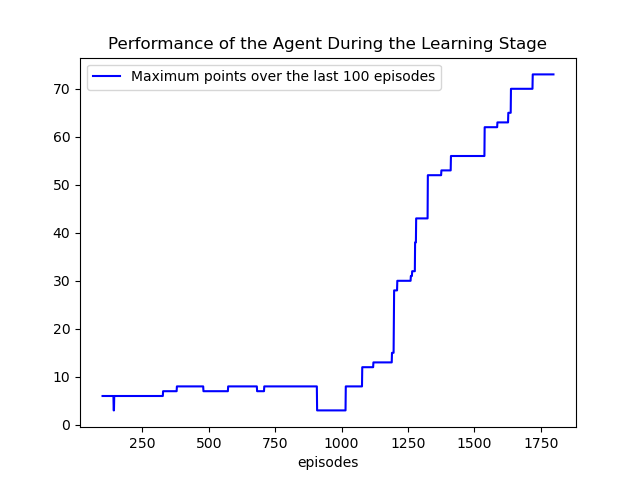 Performance of the Agent During the Learning Stage
Maximum points over the last 100 episodes
70
60
50
40
30
20
10
0
250 500 750 1000 1250 1500 1750
episodes